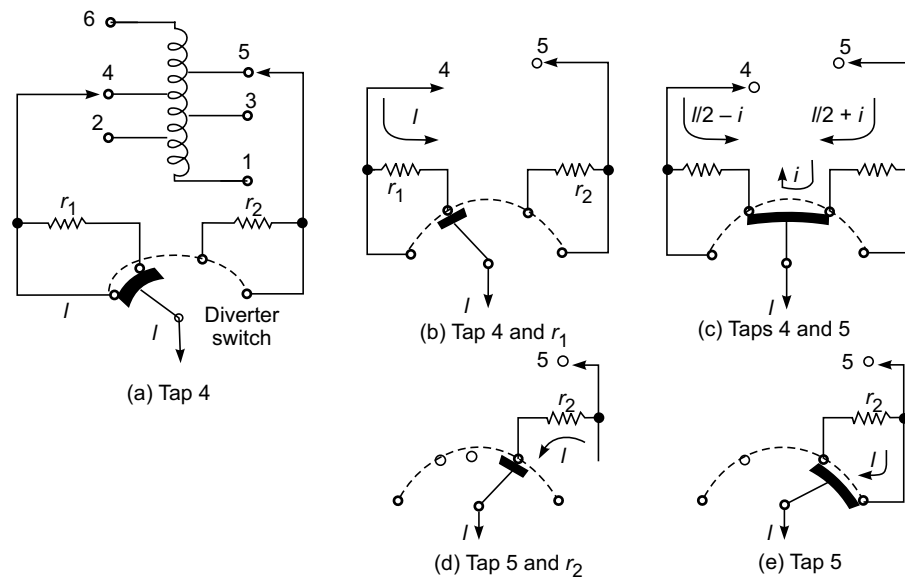 6
5
4
3
2
1
r1
r2
I
I
Diverter
switch
(a) Tap 4
4
5
I
r1
r2
I
(b) Tap 4 and r1
4
5
I/2 – i
I/2 + i
i
I
(c) Taps 4 and 5
5
r2
I
I
(d) Tap 5 and r2
5
r2
I
I
(e) Tap 5